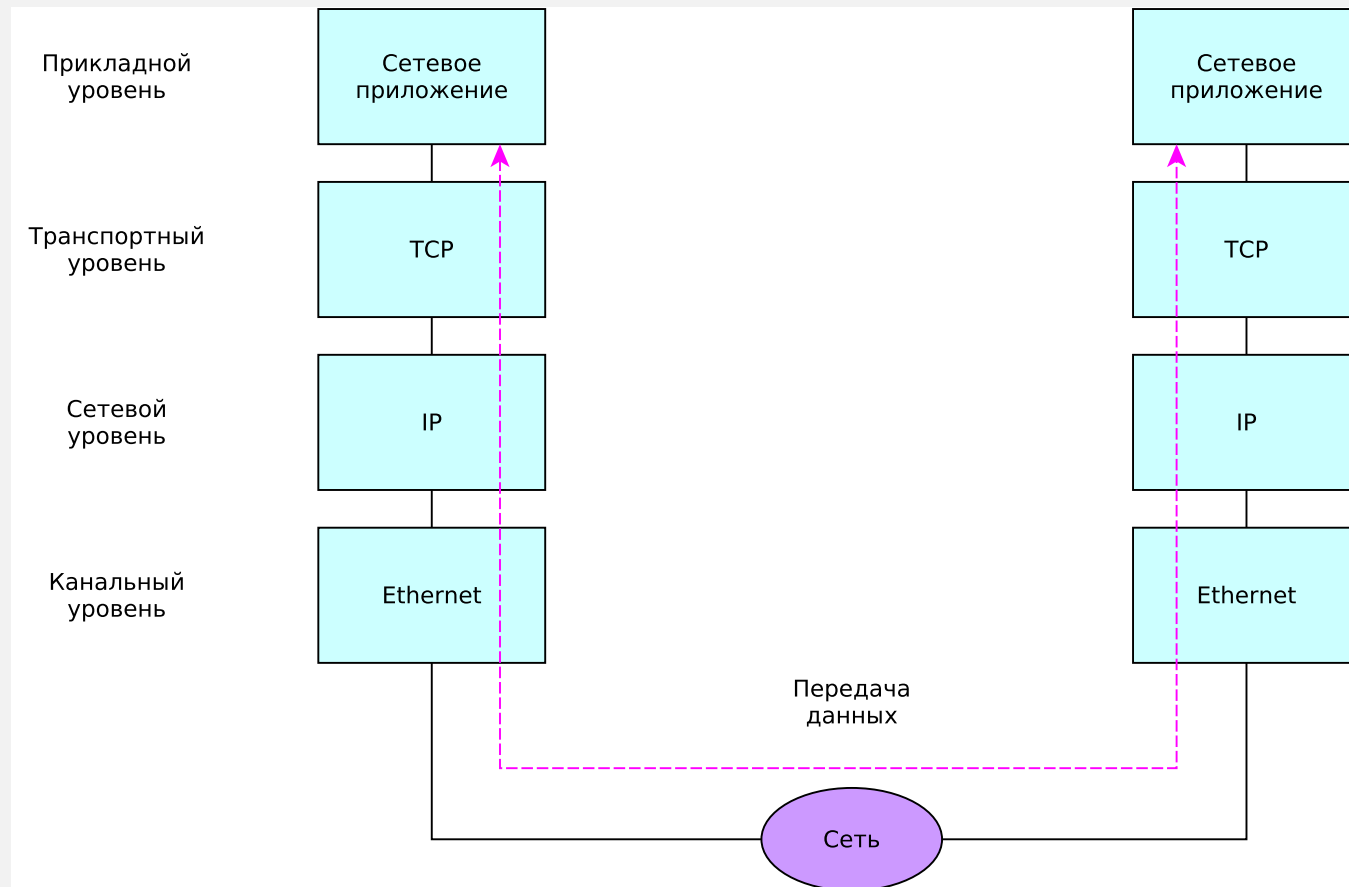 Прикладной
уровень
Сетевое
приложение
Сетевое
приложение
Транспортный
уровень
TCP
TCP
Сетевой
уровень
IP
IP
Канальный
уровень
Ethernet
Ethernet
Передача
данных
Сеть